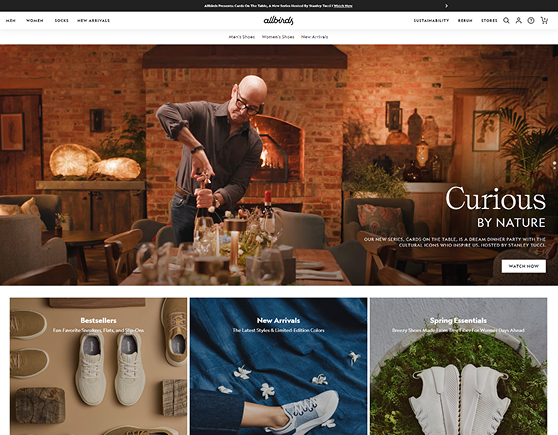 Allbirds Presents: Cards On The Table, A New Series Hosted By Stanley Tucci | Watch Now
MEN WOMEN SOCKS NEW ARRIVALS
allbirds
SUSTAINABILITY RERUN STORES
Men's Shoes Women's Shoes New Arrivals
Curious
BY NATURE
OUR NEW SERIES, CARDS ON THE TABLE, IS A DREAM DINNER PARTY WITH THE
CULTURAL ICONS WHO INSPIRE US. HOSTED BY STANLEY TUCCI.
WATCH NOW
Bestsellers
Fan-Favorite Sneakers, Flats, and Slip-Ons
New Arrivals
The Latest Styles & Limited-Edition Colors
Spring Essentials
Breezy Shoes Made From Tree Fiber For Warmer Days Ahead